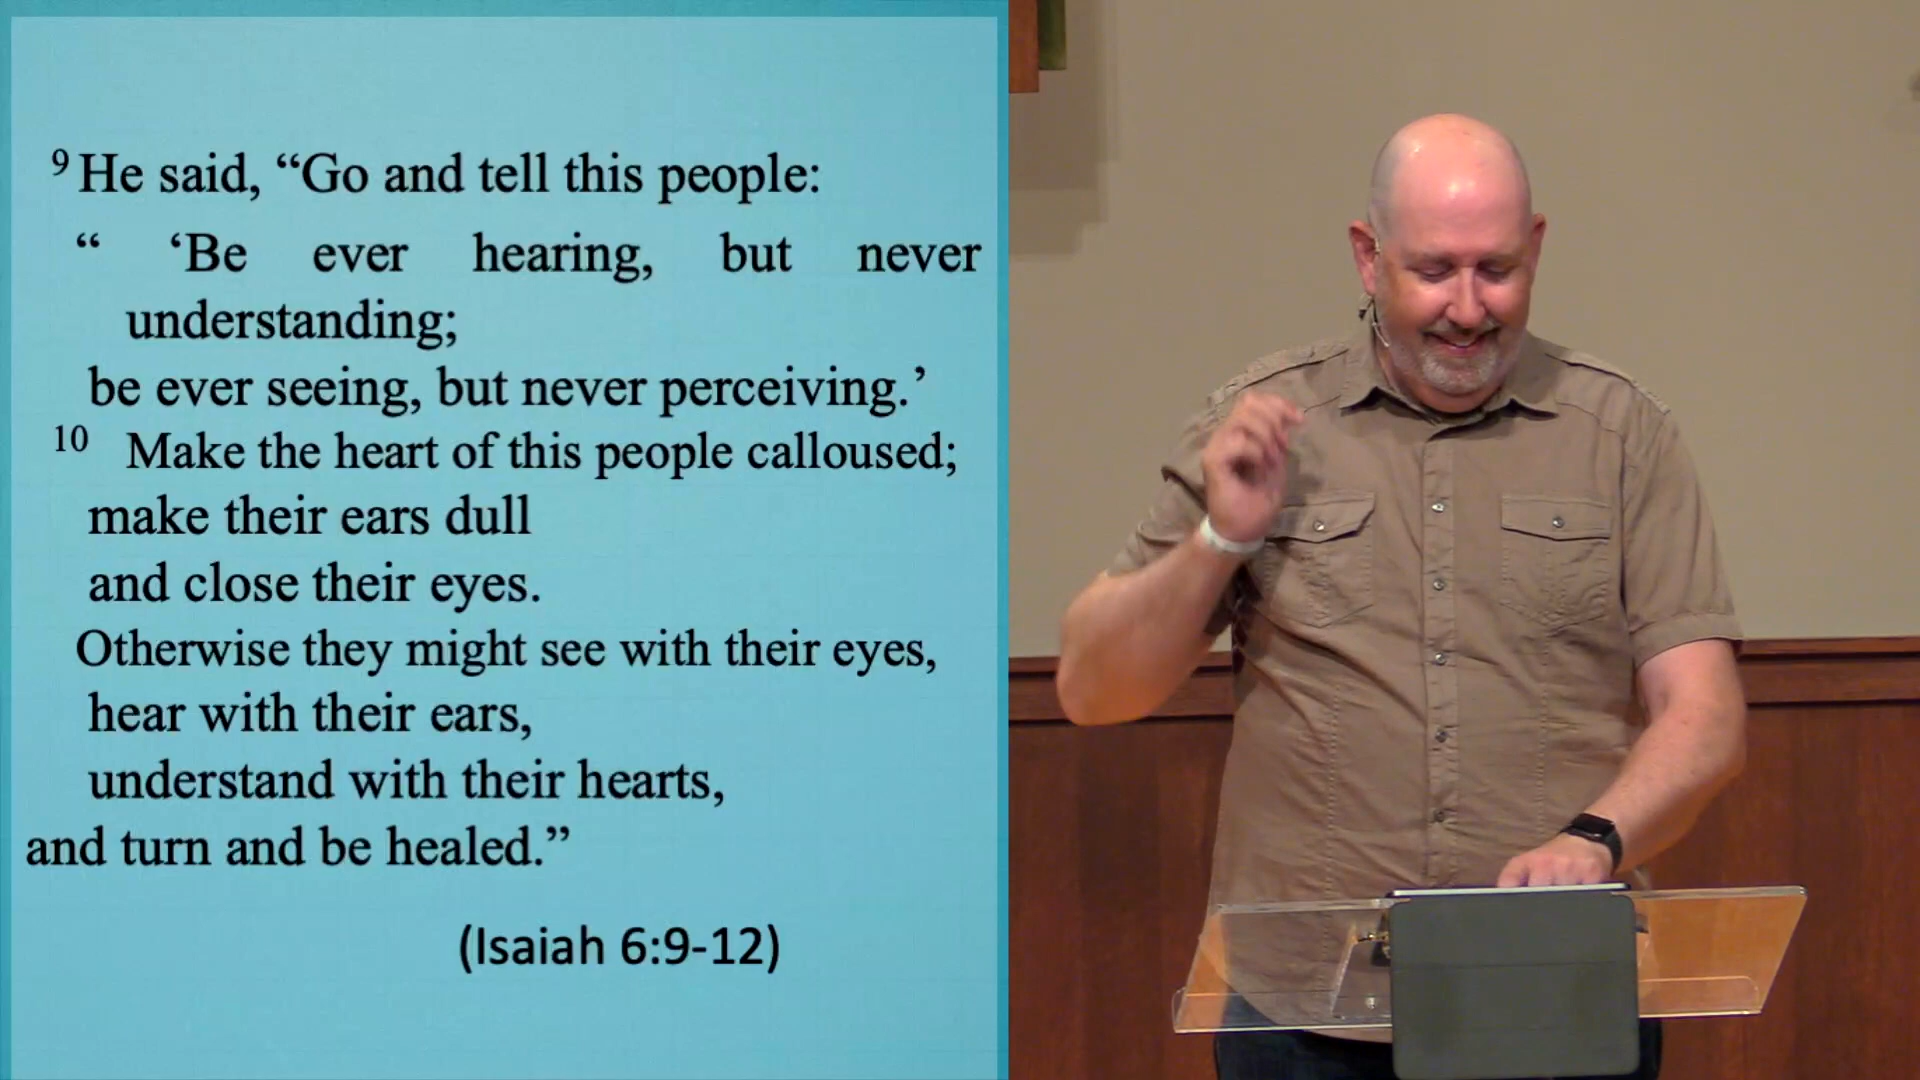 9 He said, “Go and tell this people:
“ ‘Be ever hearing, but never
understanding;
be ever seeing, but never perceiving.’
10 Make the heart of this people calloused;
make their ears dull
and close their eyes.
Otherwise they might see with their eyes,
hear with their ears,
understand with their hearts,
and turn and be healed.”
(Isaiah 6:9-12)